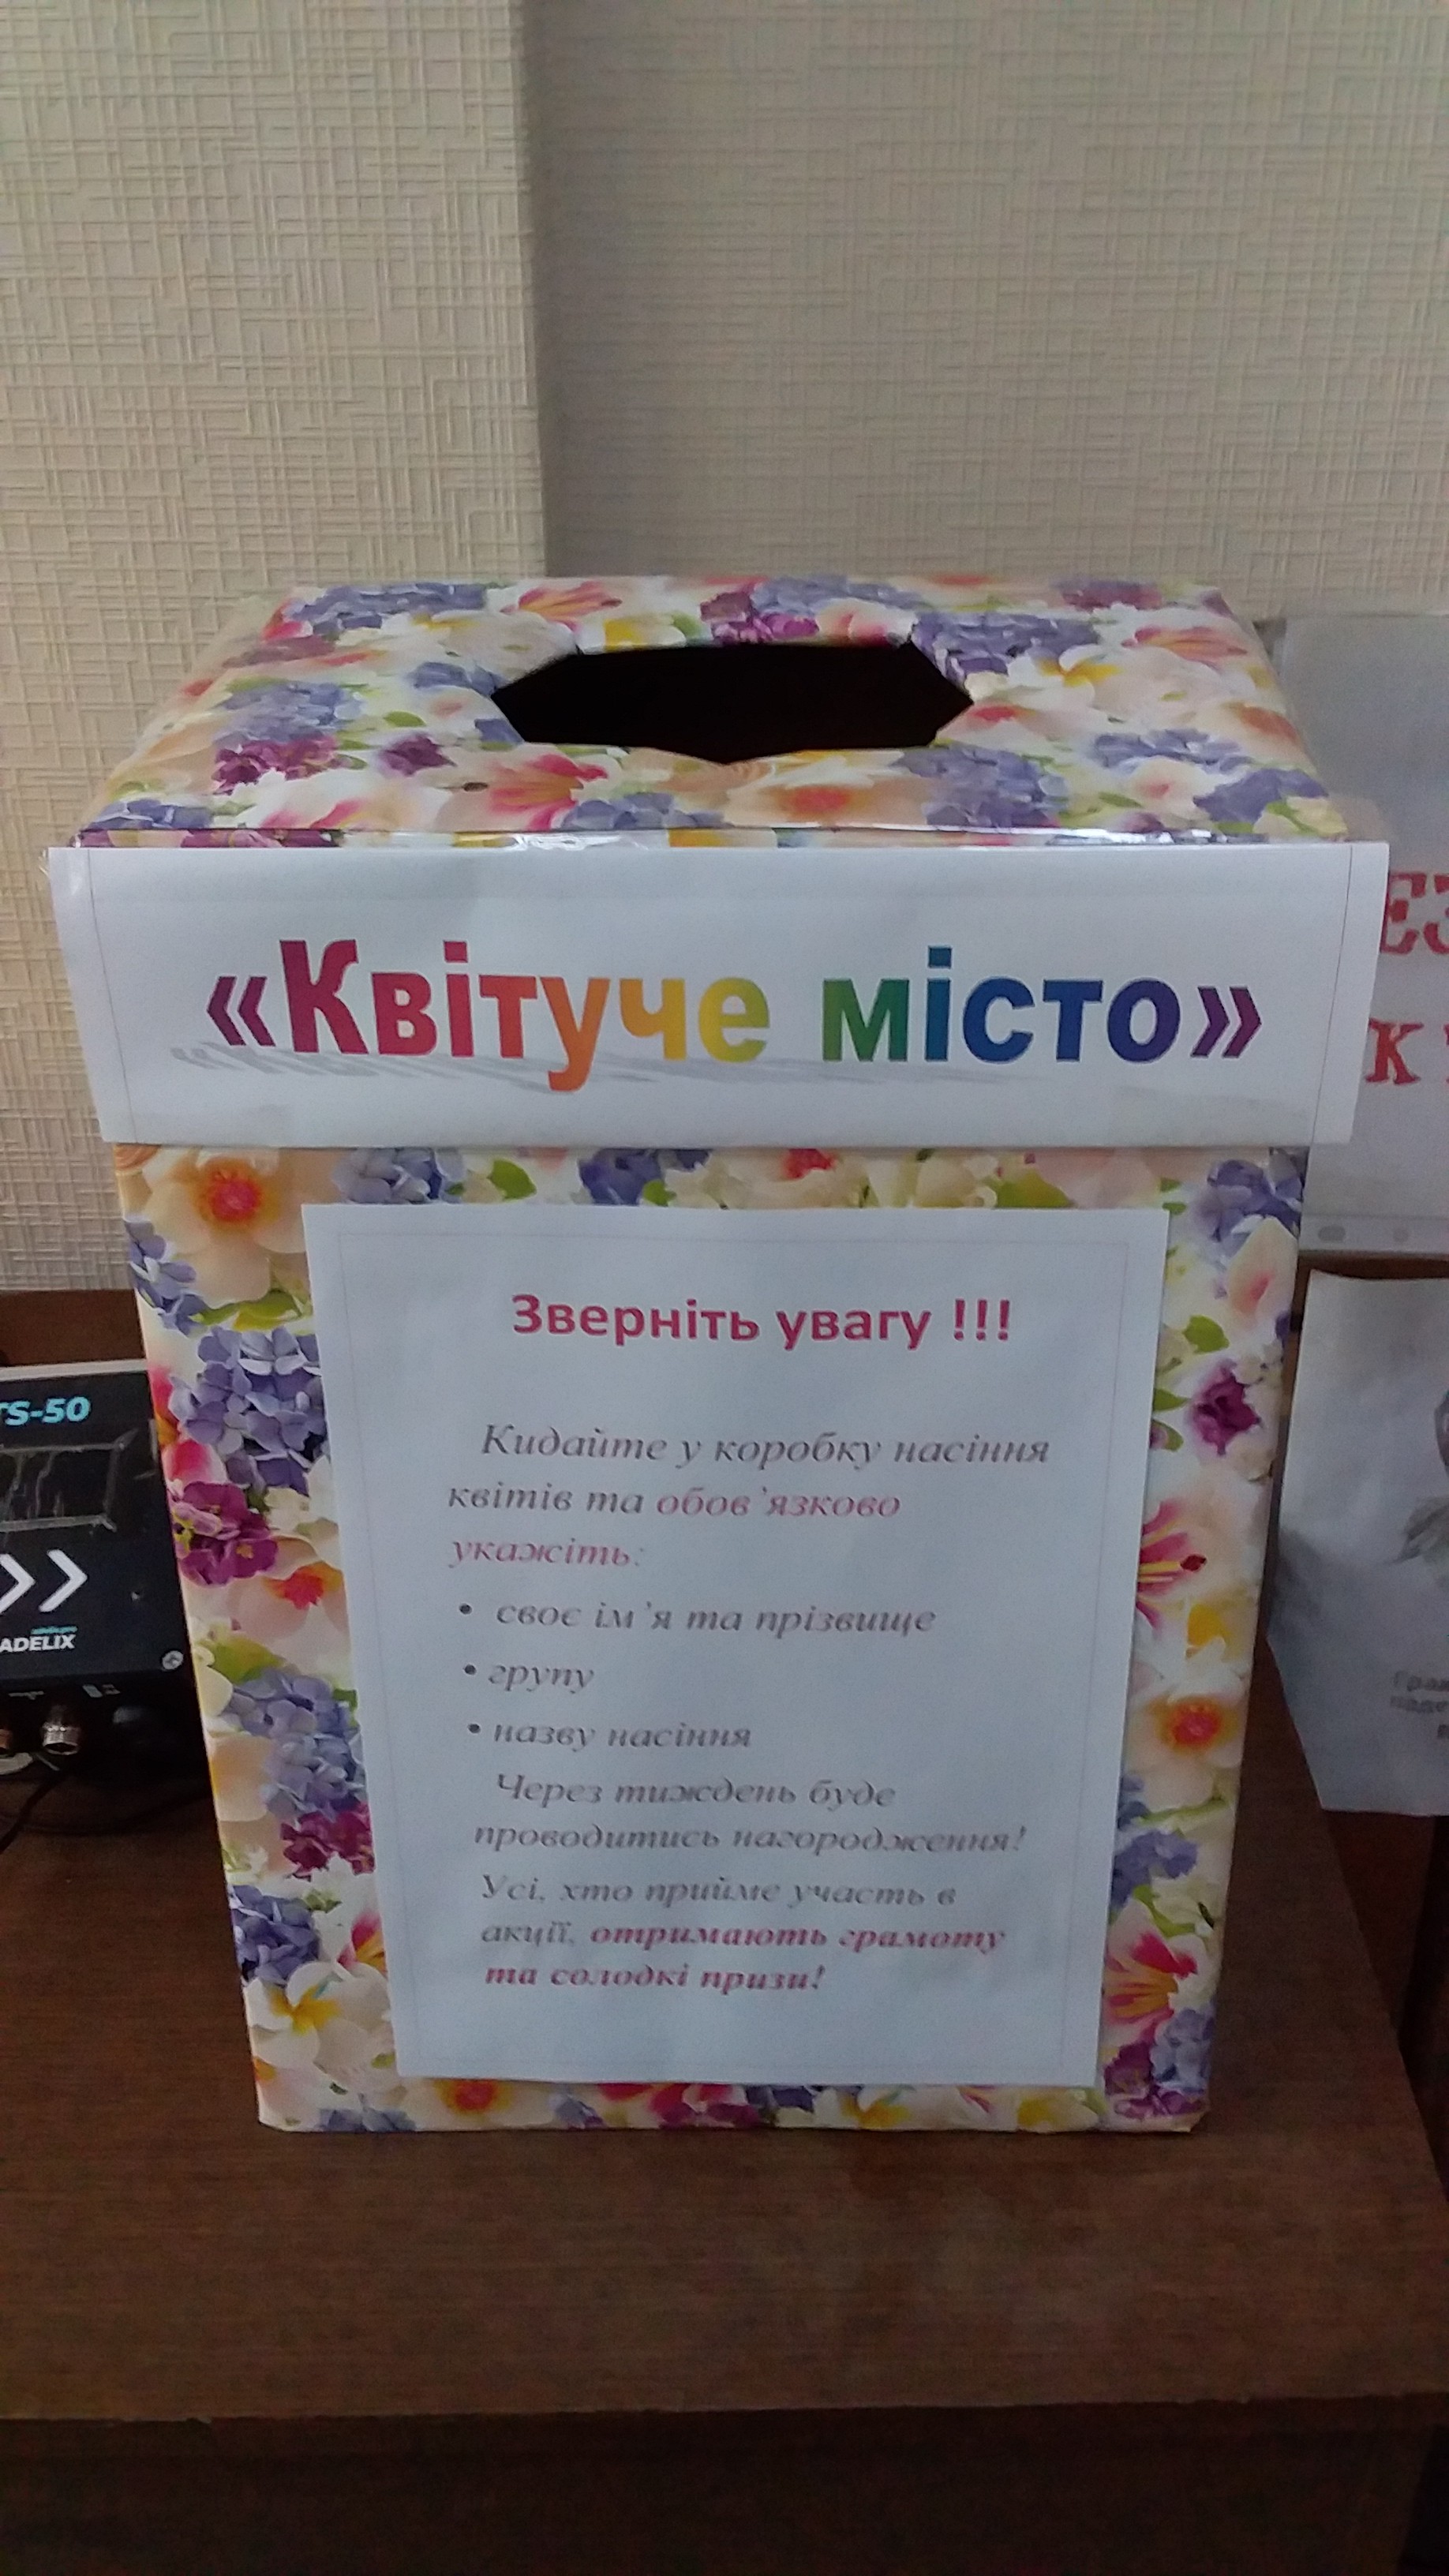 «Квітуче місто»
Зверніть увагу !!!
Кидайте у коробку насіння
квітів та обов'язково
укажіть:
• своє ім'я та прізвище
• групу
• назву насіння
Через тиждень буде
проводитись нагородження!
Усі, хто прийме участь в
акції, отримають грамоту
та солодкі призи!
TS-50
ADELIX
ЕЗ
К